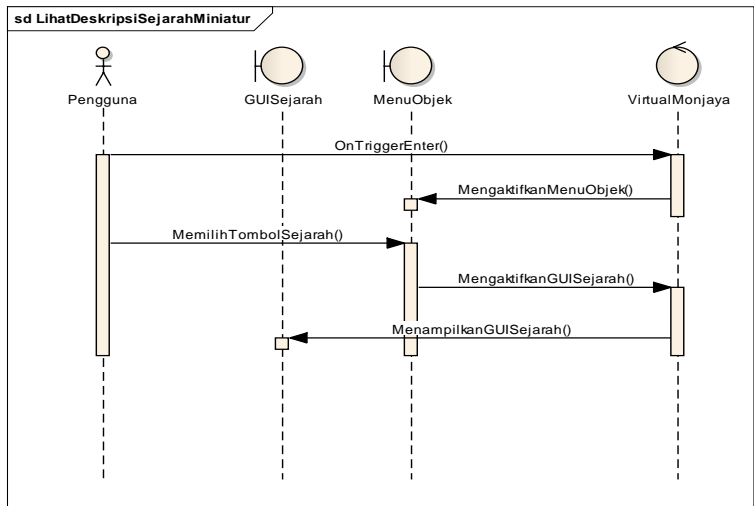 sd LihatDeskripsiSejarahMiniatur
Pengguna
GUISejarah
MenuObjek
VirtualMonjaya
OnTriggerEnter()
MengaktifkanMenuObjek()
MemilihTombolSejarah()
MengaktifkanGUISejarah()
MenampilkanGUISejarah()